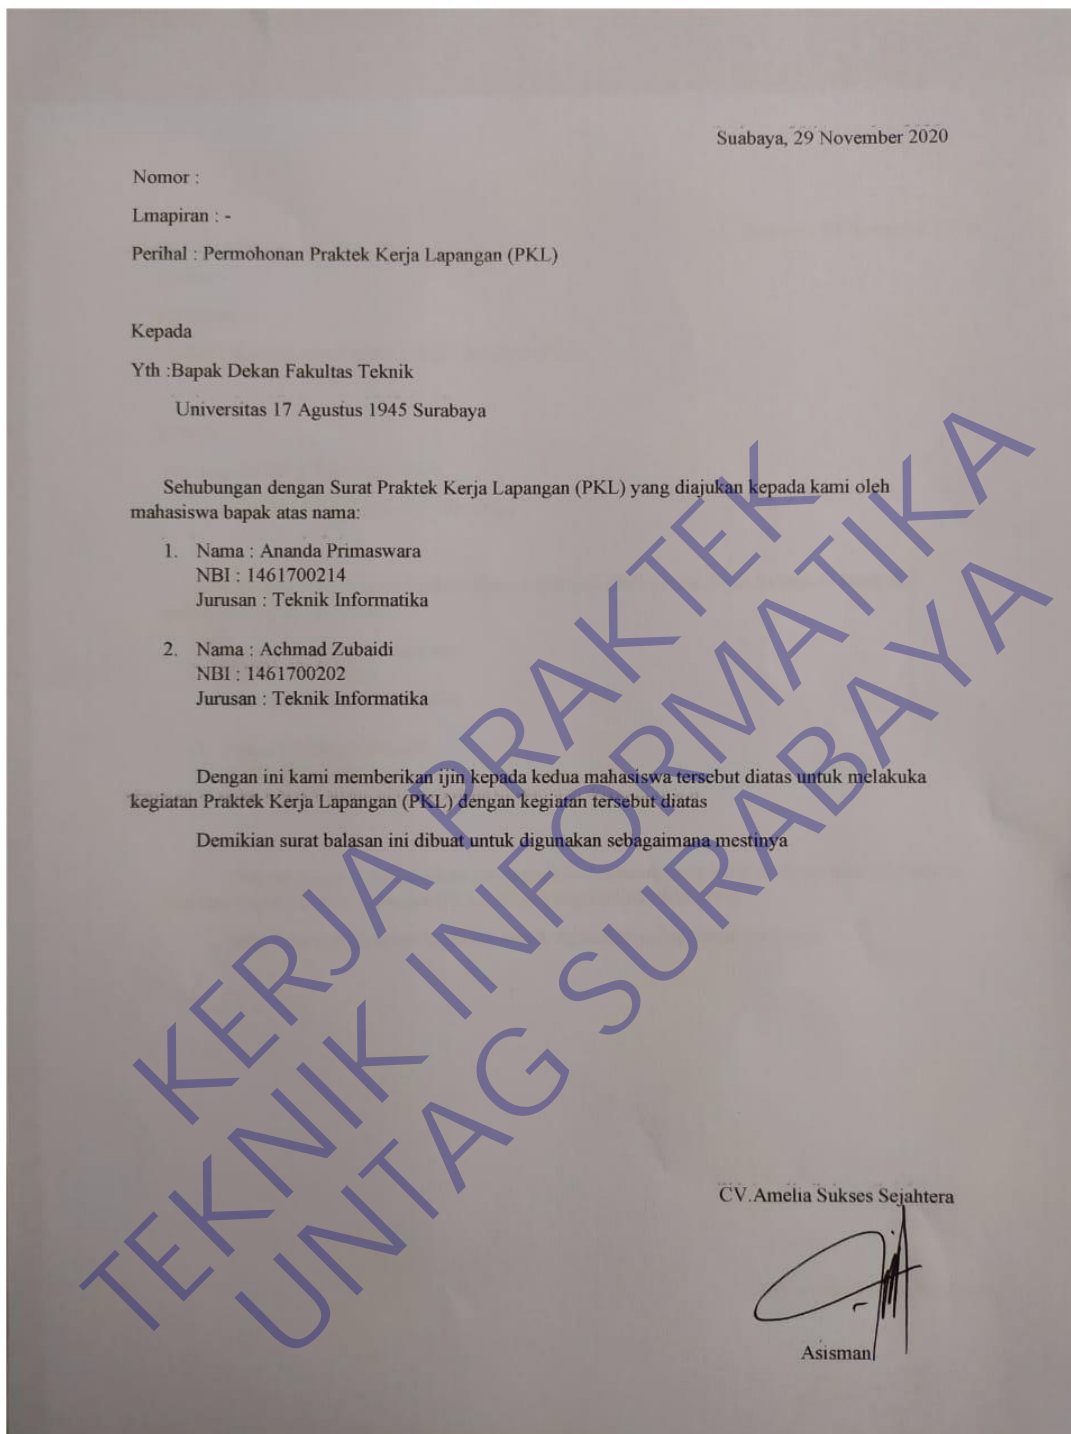 Suabaya, 29 November 2020
Nomor :
Lmapiran : -
Perihal : Permohonan Praktek Kerja Lapangan (PKL)
Kepada
Yth :Bapak Dekan Fakultas Teknik
Universitas 17 Agustus 1945 Surabaya
Sehubungan dengan Surat Praktek Kerja Lapangan (PKL) yang diajukan kepada kami oleh
mahasiswa bapak atas nama:
1. Nama : Ananda Primaswara
NBI : 1461700214
Jurusan : Teknik Informatika
2. Nama : Achmad Zubaidi
NBI : 1461700202
Jurusan : Teknik Informatika
Dengan ini kami memberikan ijin kepada kedua mahasiswa tersebut diatas untuk melakuka
kegiatan Praktek Kerja Lapangan (PKL) dengan kegiatan tersebut diatas
Demikian surat balasan ini dibuat untuk digunakan sebagaimana mestinya
CV.Amelia Sukses Sejahtera
Asisman
KERJA PRAKTEK
TEKNIK INFORMATIKA
UNTAG SURABAYA